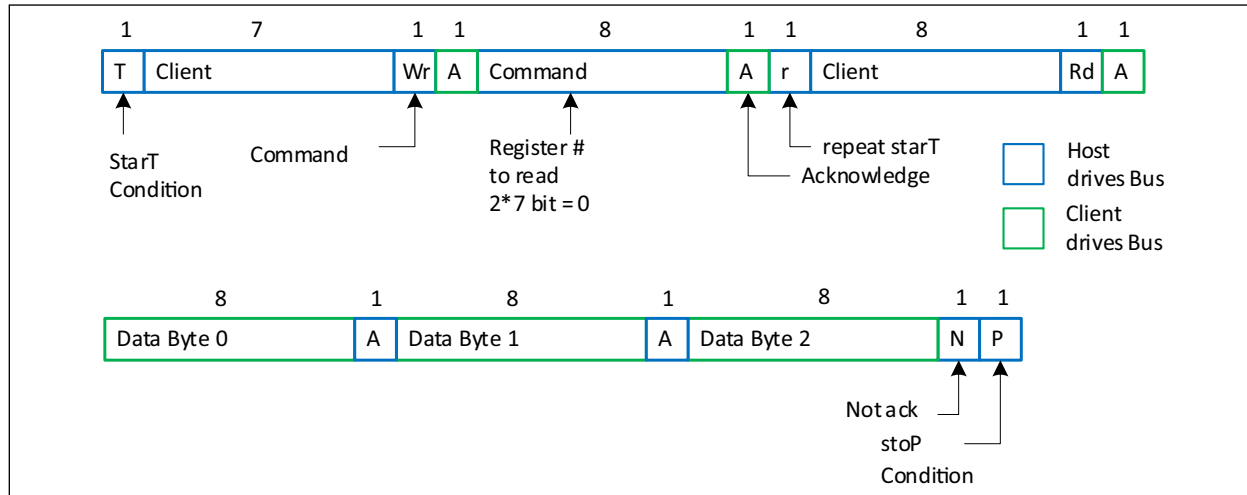 1 7 1 1 8 1 1 8 1 1
T Client Wr A Command A r Client Rd A
StarT
Condition
Command
Register #
to read
2*7 bit = 0
repeat starT
Acknowledge
Host
drives Bus
Client
drives Bus
8 1 8 1 8 1 1
Data Byte 0 A Data Byte 1 A Data Byte 2 N P
Not ack
stoP
Condition